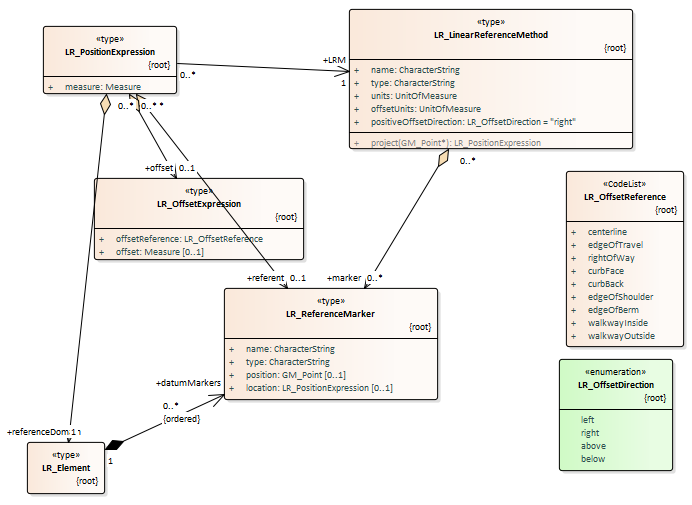 «type»
LR_PositionExpression
{root}
+ measure: Measure
«type»
LR_LinearReferenceMethod
{root}
+ name: CharacterString
+ type: CharacterString
+ units: UnitOfMeasure
+ offsetUnits: UnitOfMeasure
+ positiveOffsetDirection: LR_OffsetDirection = "right"
+ project(GM_Point*): LR_PositionExpression
0..*
+LRM
1
0..*
0..*
*
+offset 0..1
0..*
«type»
LR_OffsetExpression
{root}
+ offsetReference: LR_OffsetReference
+ offset: Measure [0..1]
«CodeList»
LR_OffsetReference
{root}
+ centerline
+ edgeOfTravel
+ rightOfWay
+ curbFace
+ curbBack
+ edgeOfShoulder
+ edgeOfBerm
+ walkwayInside
+ walkwayOutside
+referent 0..1
+marker 0..*
«type»
LR_ReferenceMarker
{root}
+ name: CharacterString
+ type: CharacterString
+ position: GM_Point [0..1]
+ location: LR_PositionExpression [0..1]
+datumMarkers
0..*
{ordered}
«enumeration»
LR_OffsetDirection
{root}
left
right
above
below
1
«type»
LR_Element
{root}
1